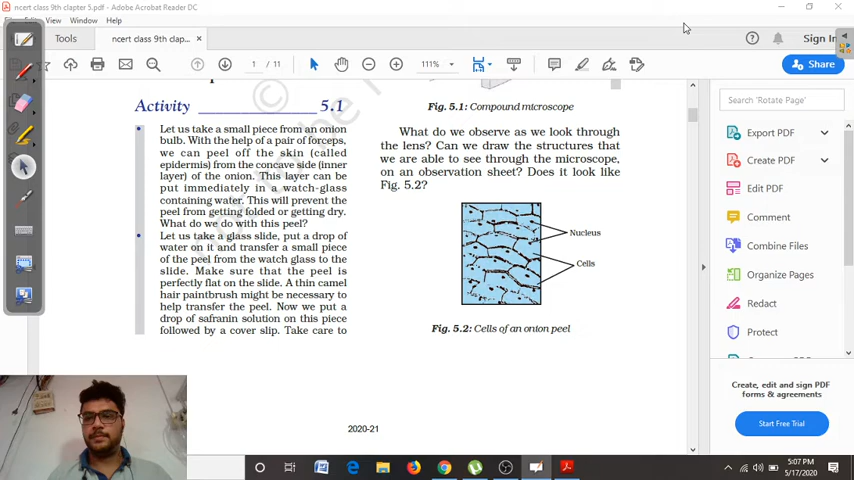 ncert class 9th clapter 5.pdf - Adobe Acrobat Reader DC
View Window Help
Tools
ncert class 9th clap... ×
Sign In
1 / 11
111%
Share
Activity 5.1
Let us take a small piece from an onion
bulb. With the help of a pair of forceps,
we can peel off the skin (called
epidermis) from the concave side (inner
layer) of the onion. This layer can be
put immediately in a watch-glass
containing water. This will prevent the
peel from getting folded or getting dry.
What do we do with this peel?
Let us take a glass slide, put a drop of
water on it and transfer a small piece
of the peel from the watch glass to the
slide. Make sure that the peel is
perfectly flat on the slide. A thin camel
hair paintbrush might be necessary to
help transfer the peel. Now we put a
drop of safranin solution on this piece
followed by a cover slip. Take care to
Fig. 5.1: Compound microscope
What do we observe as we look through
the lens? Can we draw the structures that
we are able to see through the microscope,
on an observation sheet? Does it look like
Fig. 5.2?
Nucleus
Cells
Fig. 5.2: Cells of an onion peel
2020-21
Search 'Rotate Page'
Export PDF
Create PDF
Edit PDF
Comment
Combine Files
Organize Pages
Redact
Protect
Create, edit and sign PDF
forms & agreements
Start Free Trial
5:07 PM
5/17/2020